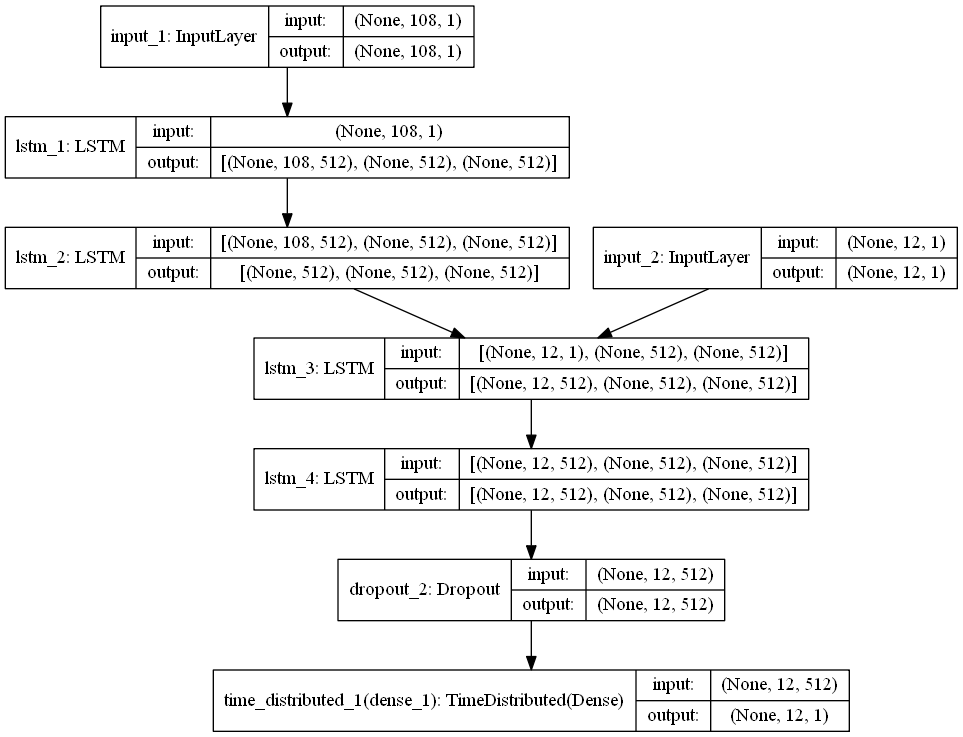 input_1: InputLayer
input: (None, 108, 1)
output: (None, 108, 1)
lstm_1: LSTM
input: (None, 108, 1)
output: [(None, 108, 512), (None, 512), (None, 512)]
lstm_2: LSTM
input: [(None, 108, 512), (None, 512), (None, 512)]
output: [(None, 512), (None, 512), (None, 512)]
input_2: InputLayer
input: (None, 12, 1)
output: (None, 12, 1)
lstm_3: LSTM
input: [(None, 12, 1), (None, 512), (None, 512)]
output: [(None, 12, 512), (None, 512), (None, 512)]
lstm_4: LSTM
input: [(None, 12, 512), (None, 512), (None, 512)]
output: [(None, 12, 512), (None, 512), (None, 512)]
dropout_2: Dropout
input: (None, 12, 512)
output: (None, 12, 512)
time_distributed_1(dense_1): TimeDistributed(Dense)
input: (None, 12, 512)
output: (None, 12, 1)